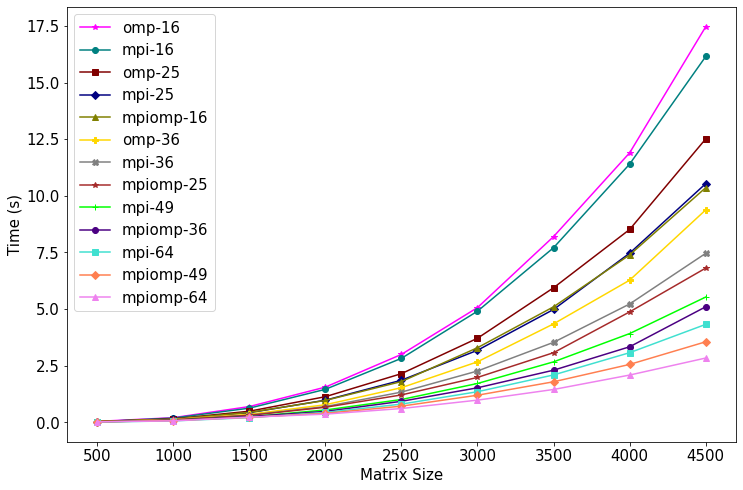 17.5
15.0
12.5
10.0
7.5
5.0
2.5
0.0
Time (s)
omp-16
mpi-16
omp-25
mpi-25
mpiomp-16
omp-36
mpi-36
mpiomp-25
mpi-49
mpiomp-36
mpi-64
mpiomp-49
mpiomp-64
500 1000 1500 2000 2500 3000 3500 4000 4500
Matrix Size